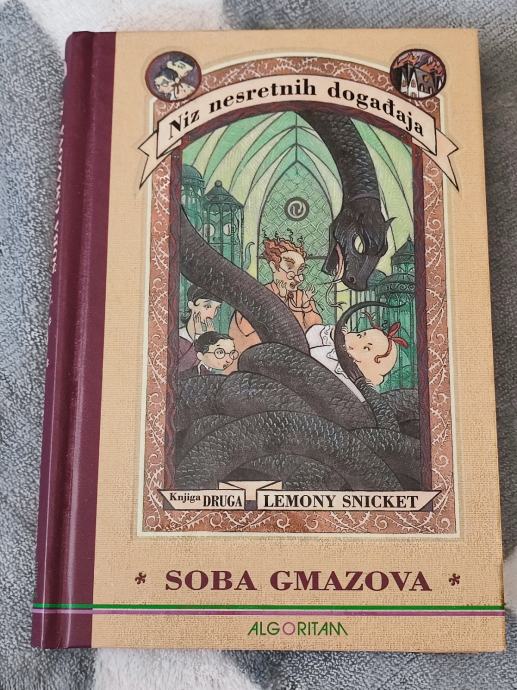 Niz nesretnih događaja
Knjiga DRUGA LEMONY SNICKET
* SOBA GMAZOVA *
ALGORITAM